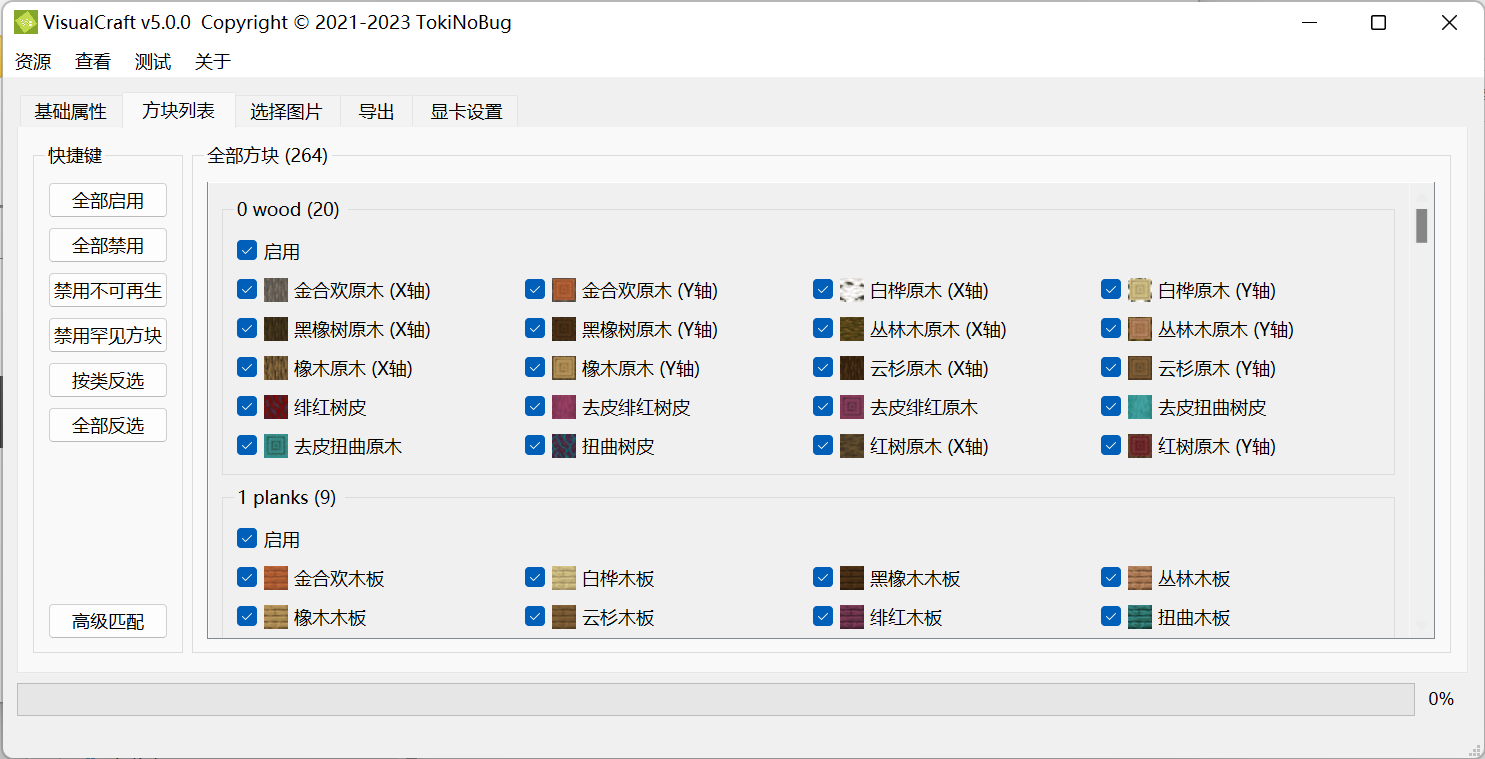 VisualCraft v5.0.0  Copyright © 2021-2023 TokiNoBug
资源 查看 测试 关于
基础属性 方块列表 选择图片 导出 显卡设置
快捷键
全部启用
全部禁用
禁用不可再生
禁用罕见方块
按类反选
全部反选
高级匹配
全部方块 (264)
0 wood (20)
启用
金合欢原木 (X轴) 金合欢原木 (Y轴) 白桦原木 (X轴) 白桦原木 (Y轴)
黑橡树原木 (X轴) 黑橡树原木 (Y轴) 丛林木原木 (X轴) 丛林木原木 (Y轴)
橡木原木 (X轴) 橡木原木 (Y轴) 云杉原木 (X轴) 云杉原木 (Y轴)
绯红树皮 去皮绯红树皮 去皮绯红原木 去皮扭曲树皮
去皮扭曲原木 扭曲树皮 红树原木 (X轴) 红树原木 (Y轴)
1 planks (9)
启用
金合欢木板 白桦木板 黑橡木木板 丛林木板
橡木木板 云杉木板 绯红木板 扭曲木板
0%